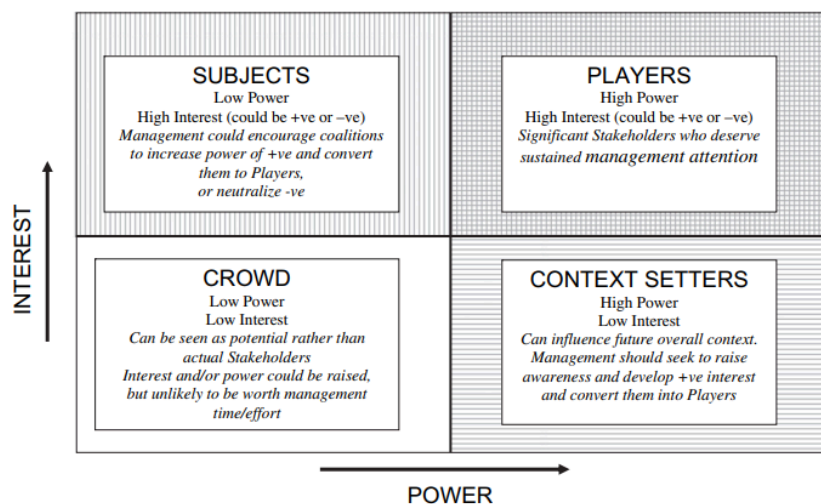 SUBJECTS
Low Power
High Interest (could be +ve or –ve)
Management could encourage coalitions
to increase power of +ve and convert
them to Players,
or neutralize -ve
PLAYERS
High Power
High Interest (could be +ve or –ve)
Significant Stakeholders who deserve
sustained management attention
INTEREST
CROWD
Low Power
Low Interest
Can be seen as potential rather than
actual Stakeholders
Interest and/or power could be raised,
but unlikely to be worth management
time/effort
CONTEXT SETTERS
High Power
Low Interest
Can influence future overall context.
Management should seek to raise
awareness and develop +ve interest
and convert them into Players
POWER